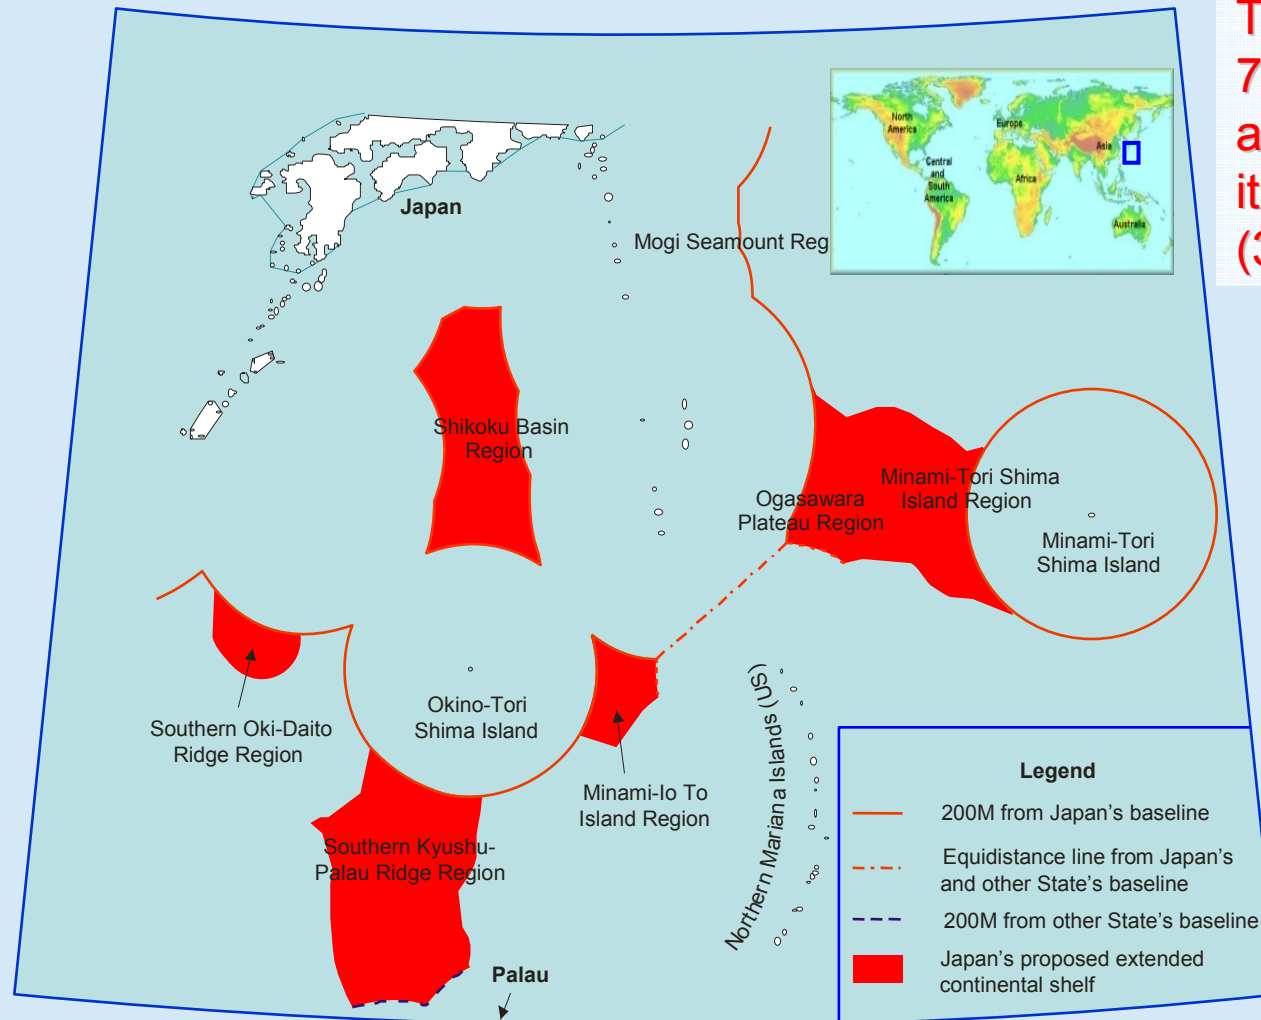 T
7
a
it
(3
North
America
Europe
Asia
Central
and
South
America
Africa
Australia
Japan
Mogi Seamount Reg
Shikoku Basin
Region
Minami-Tori Shima
Island Region
Ogasawara
Plateau Region
Minami-Tori
Shima Island
Okino-Tori
Shima Island
Southern Oki-Daito
Ridge Region
Minami-Io To
Island Region
Northern Mariana Islands (US)
Southern Kyushu-
Palau Ridge Region
Palau
Legend
200M from Japan's baseline
Equidistance line from Japan's
and other State's baseline
200M from other State's baseline
Japan's proposed extended
continental shelf